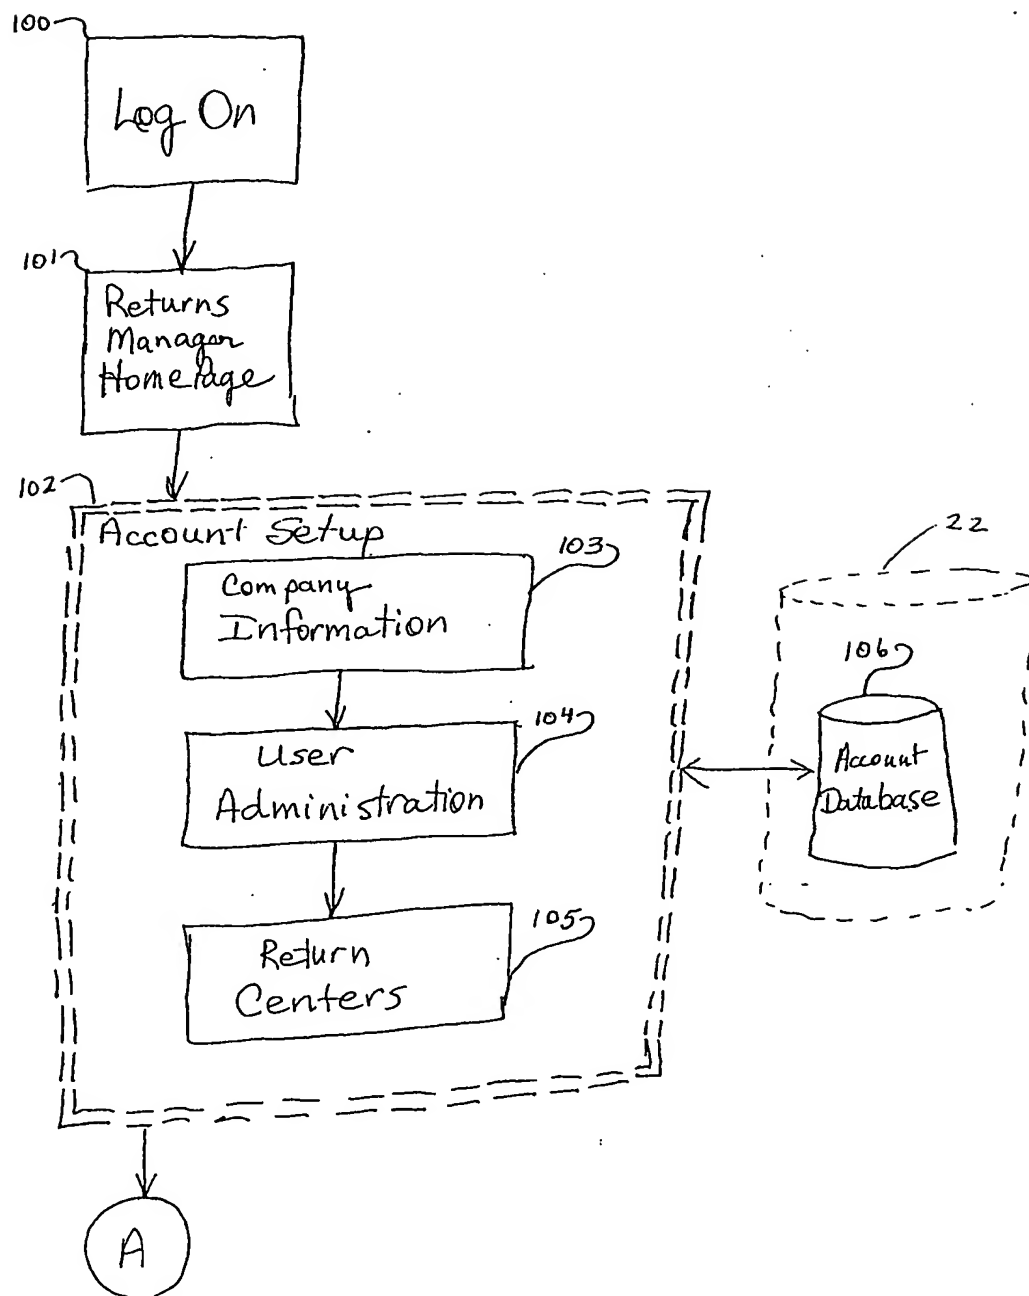 100
Log On
101
Returns
Manager
HomePage
102
Account Setup
103
Company
Information
22
106
104
User
Administration
Account
Database
105
Return
Centers
A